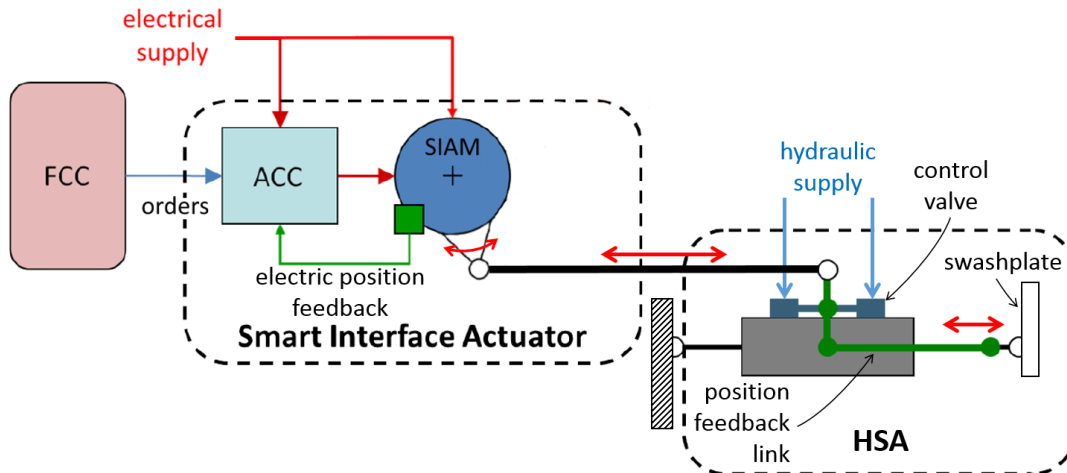 electrical
supply
FCC
orders
ACC
SIAM
electric position
feedback
Smart Interface Actuator
hydraulic
supply
control
valve
swashplate
position
feedback
link
HSA